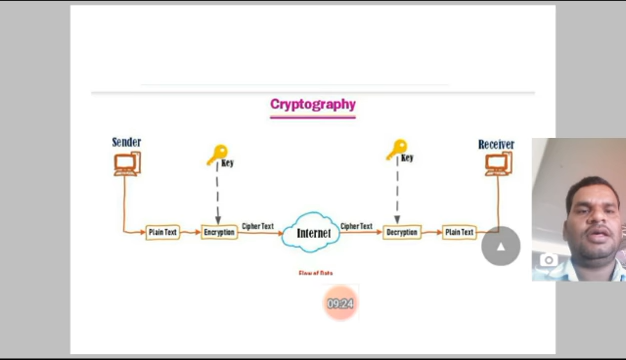 Cryptography
Sender
Key
Key
Receiver
Plain Text
Encryption
Cipher Text
Internet
Cipher Text
Decryption
Plain Text
Flow of Data
09:24